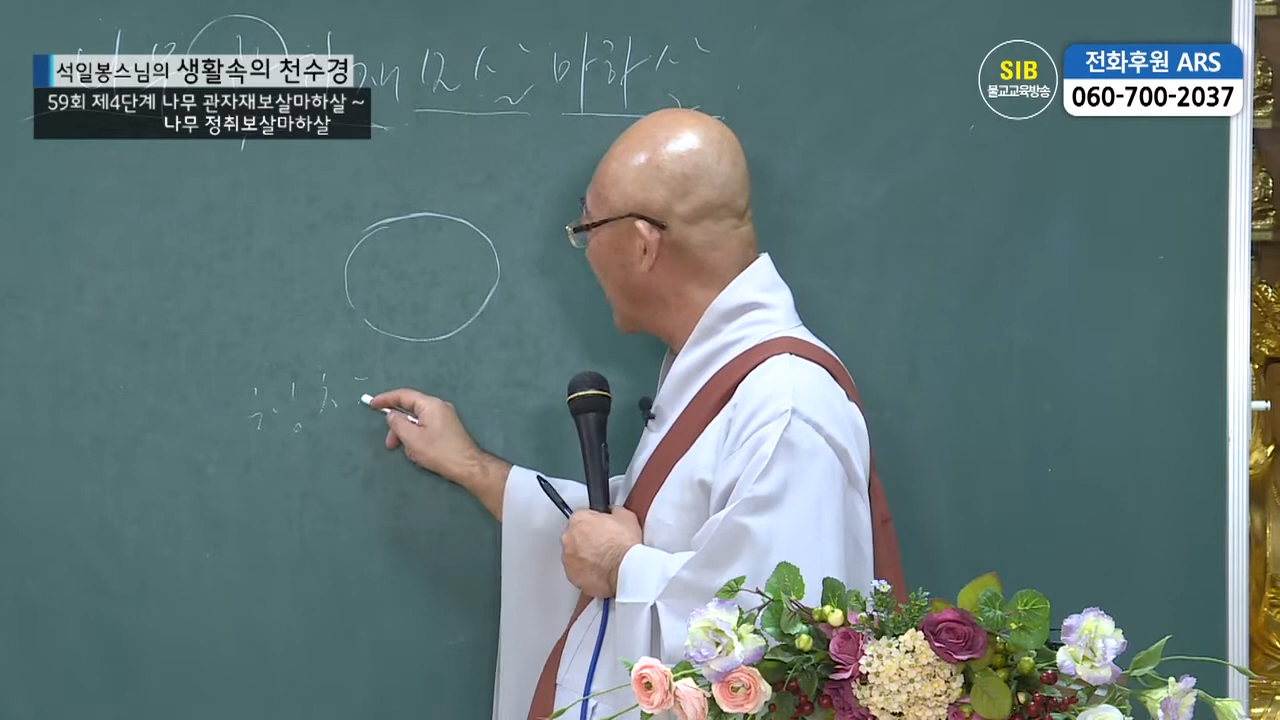 석일봉스님의 생활속의 천수경
59회 제4단계 나무 관자재보살마하살 ~
나무 정취보살마하살
SIB
불교교육방송
전화후원 ARS
060-700-2037
마하살